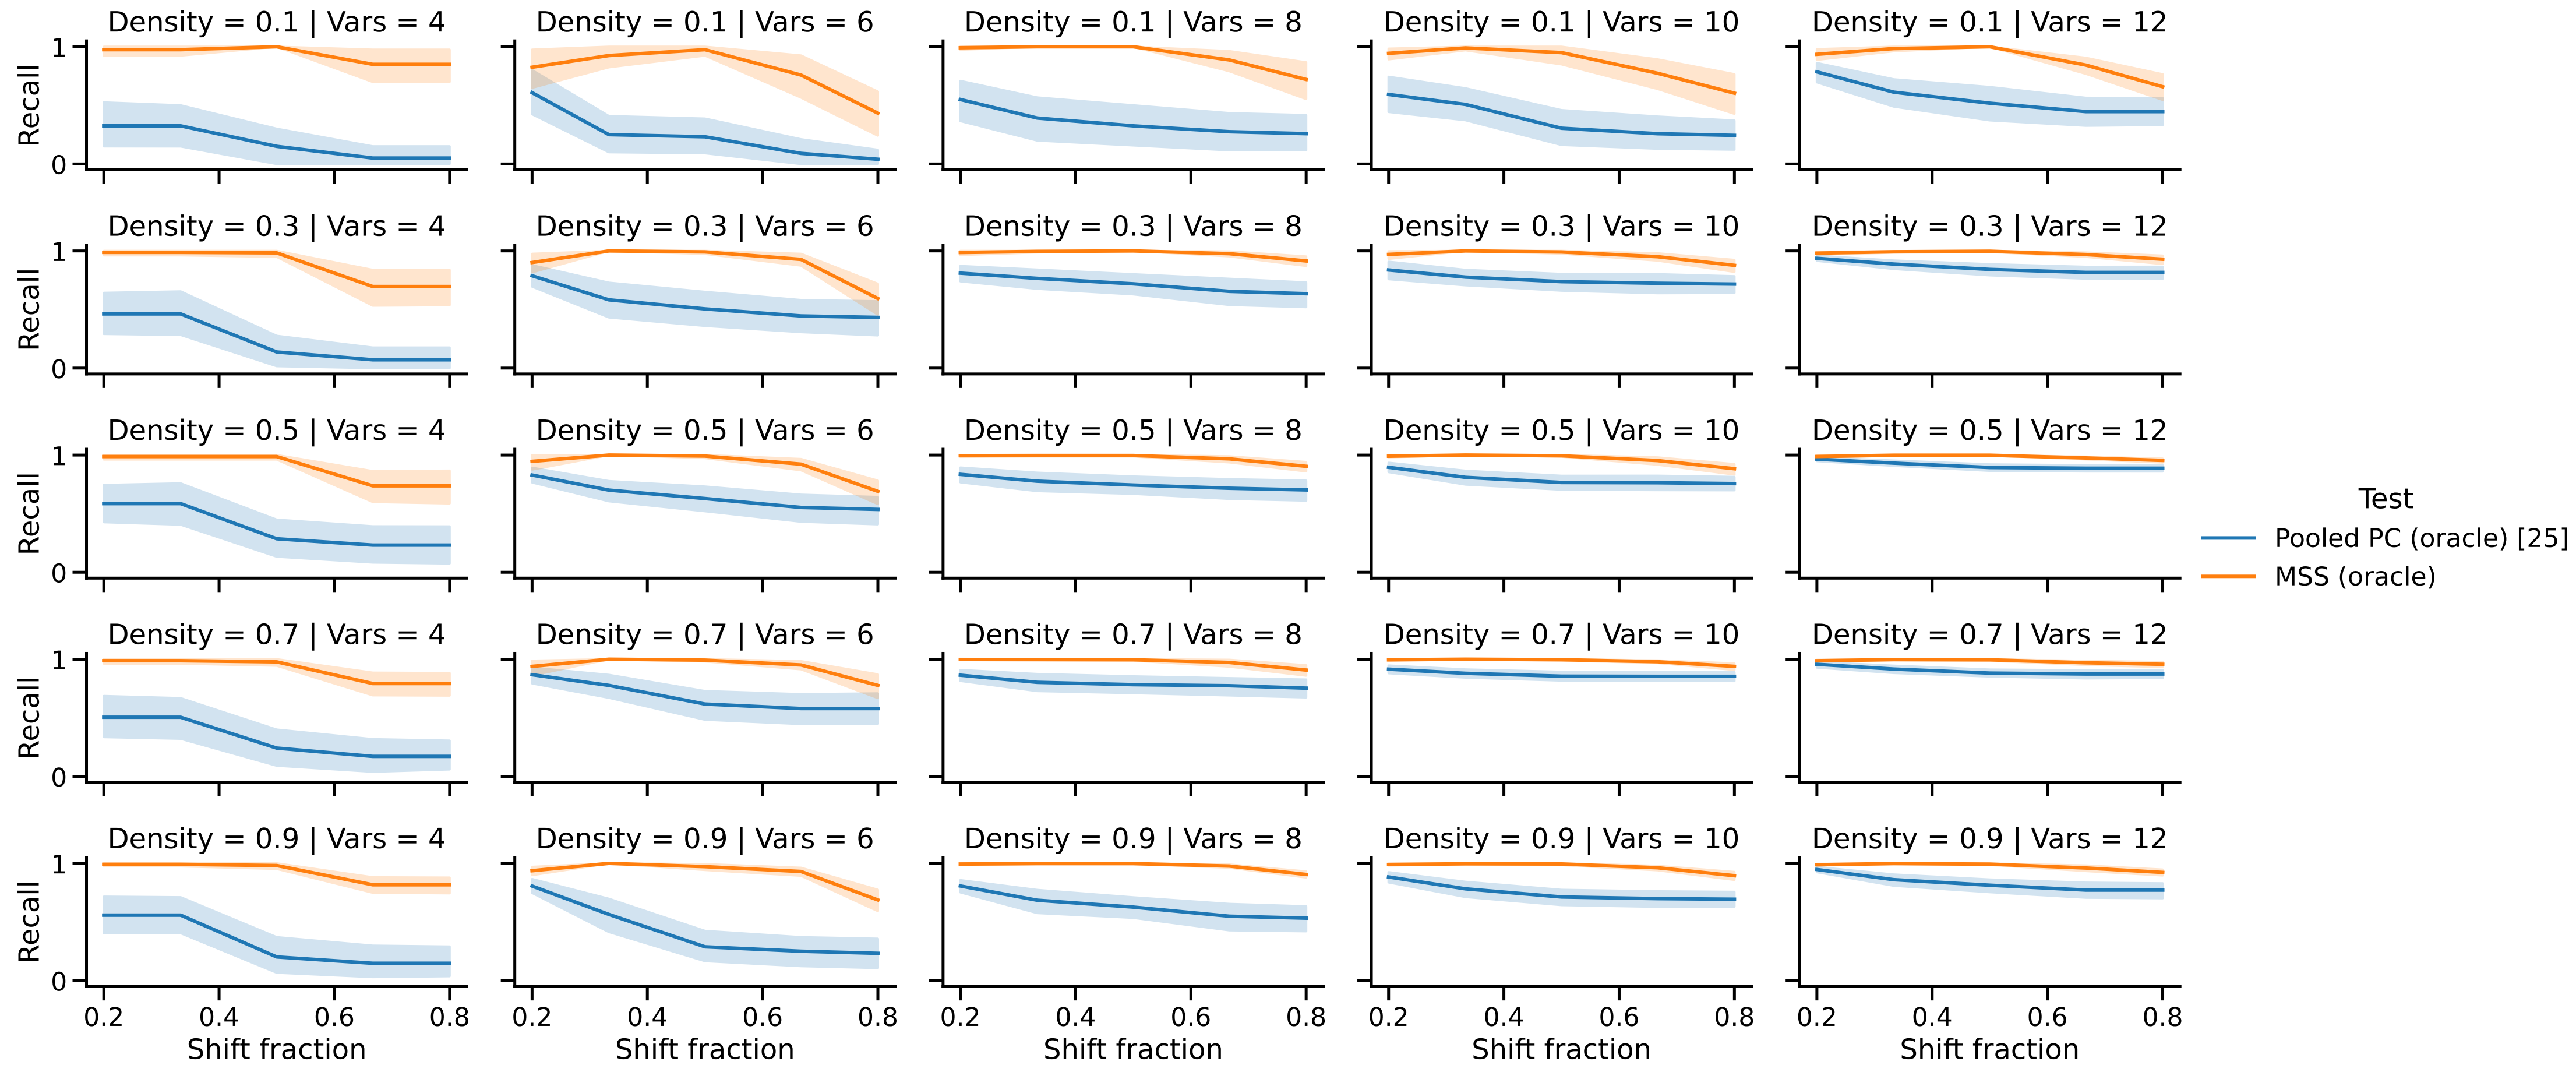 Density = 0.1 | Vars = 4
Density = 0.1 | Vars = 6
Density = 0.1 | Vars = 8
Density = 0.1 | Vars = 10
Density = 0.1 | Vars = 12
Recall
1
0
Density = 0.3 | Vars = 4
Density = 0.3 | Vars = 6
Density = 0.3 | Vars = 8
Density = 0.3 | Vars = 10
Density = 0.3 | Vars = 12
Recall
1
0
Density = 0.5 | Vars = 4
Density = 0.5 | Vars = 6
Density = 0.5 | Vars = 8
Density = 0.5 | Vars = 10
Density = 0.5 | Vars = 12
Recall
1
0
Test
Pooled PC (oracle) [25]
MSS (oracle)
Density = 0.7 | Vars = 4
Density = 0.7 | Vars = 6
Density = 0.7 | Vars = 8
Density = 0.7 | Vars = 10
Density = 0.7 | Vars = 12
Recall
1
0
Density = 0.9 | Vars = 4
Density = 0.9 | Vars = 6
Density = 0.9 | Vars = 8
Density = 0.9 | Vars = 10
Density = 0.9 | Vars = 12
Recall
1
0
0.2 0.4 0.6 0.8
0.2 0.4 0.6 0.8
0.2 0.4 0.6 0.8
0.2 0.4 0.6 0.8
0.2 0.4 0.6 0.8
Shift fraction
Shift fraction
Shift fraction
Shift fraction
Shift fraction